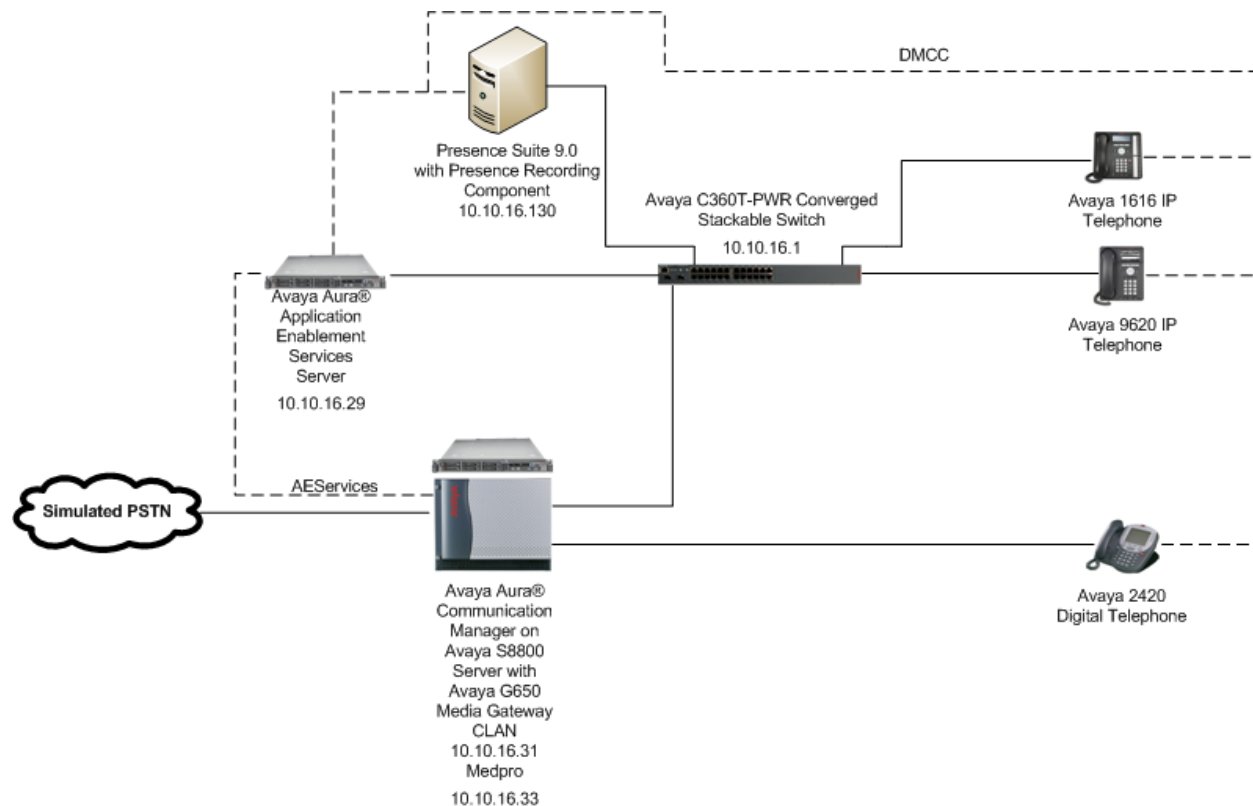 DMCC
Presence Suite 9.0
with Presence Recording
Component
10.10.16.130
Avaya C360T-PWR Converged
Stackable Switch
10.10.16.1
Avaya 1616 IP
Telephone
Avaya 9620 IP
Telephone
Avaya Aura®
Application
Enablement
Services
Server
10.10.16.29
AEServices
Simulated PSTN
Avaya Aura®
Communication
Manager on
Avaya S8800
Server with
Avaya G650
Media Gateway
CLAN
10.10.16.31
Medpro
10.10.16.33
Avaya 2420
Digital Telephone